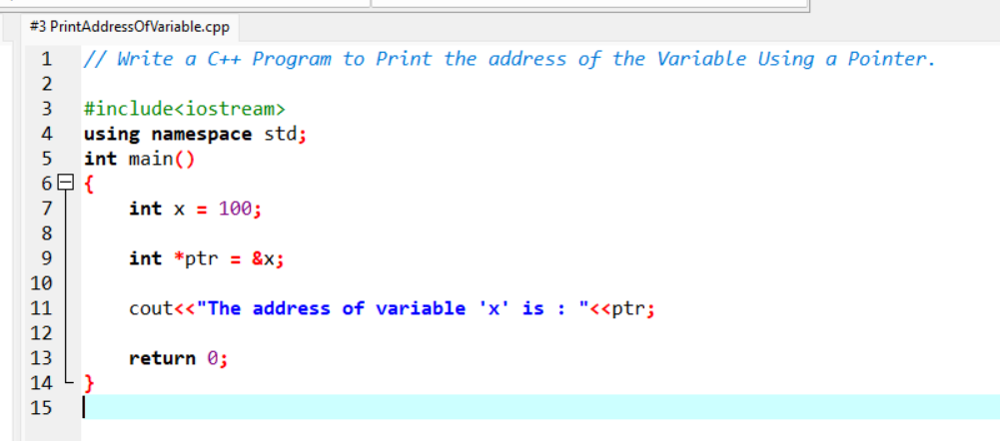 #3 PrintAddressOfVariable.cpp
1 // Write a C++ Program to Print the address of the Variable Using a Pointer.
2
3 #include<iostream>
4 using namespace std;
5 int main()
6 {
7 int x = 100;
8
9 int *ptr = &x;
10
11 cout<<"The address of variable 'x' is : "<<ptr;
12
13 return 0;
14 }
15